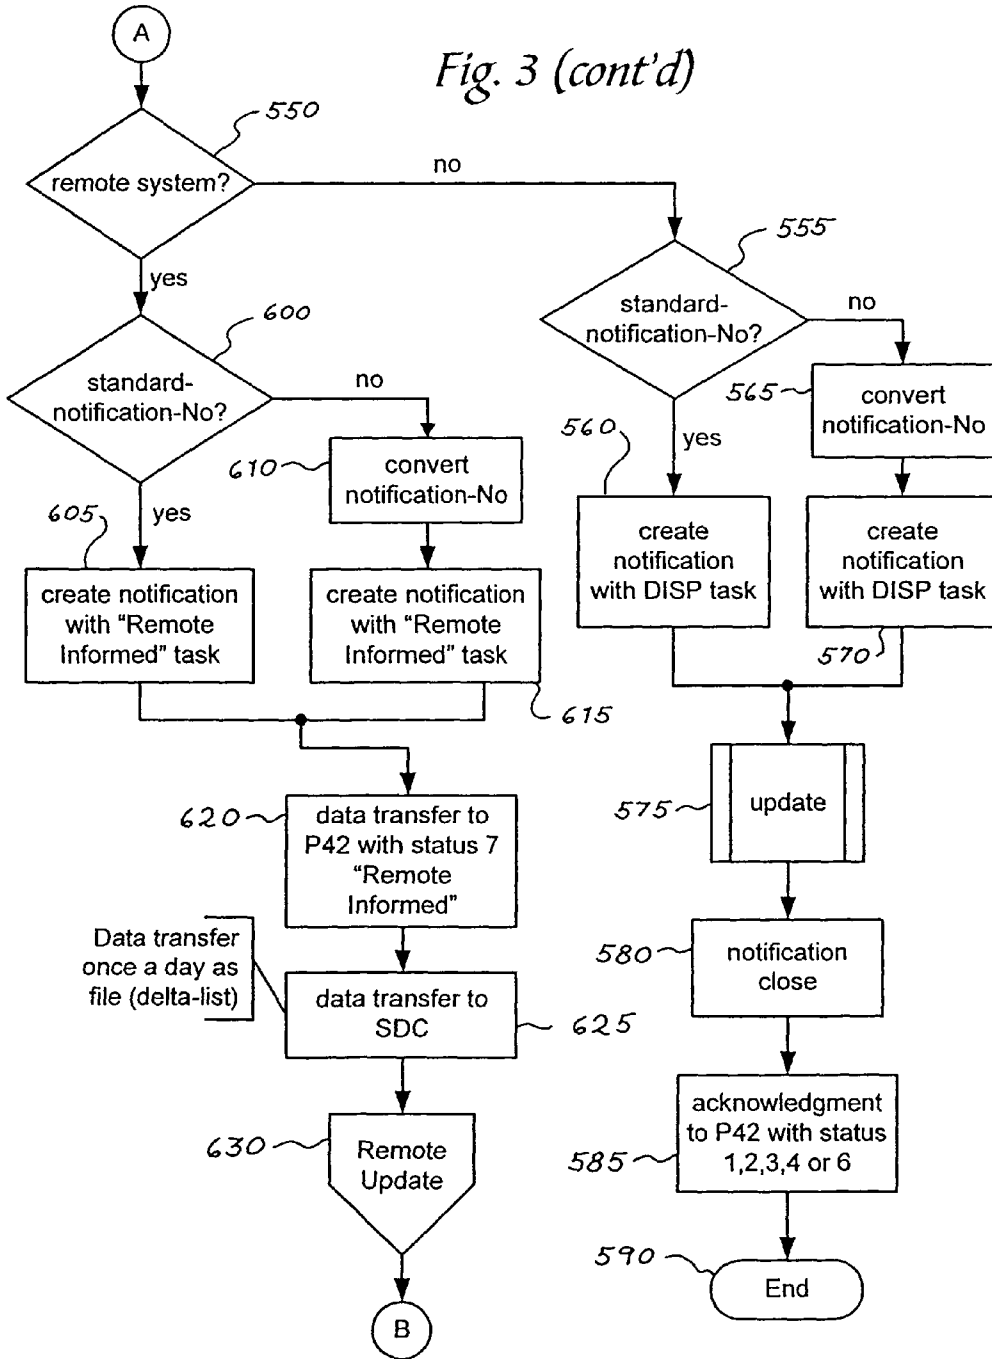 A
Fig. 3 (cont'd)
550
remote system?
no
yes
555
standard-
notification-No?
no
600
standard-
notification-No?
no
565
convert
notification-No
560
yes
610
convert
notification-No
605
yes
create
notification
with DISP task
create
notification
with DISP task
570
create notification
with “Remote
Informed” task
create notification
with “Remote
Informed” task
615
620
data transfer to
P42 with status 7
“Remote
Informed”
575
update
Data transfer
once a day as
file (delta-list)
data transfer to
SDC
625
580
notification
close
630
Remote
Update
585
acknowledgment
to P42 with status
1,2,3,4 or 6
590
End
B